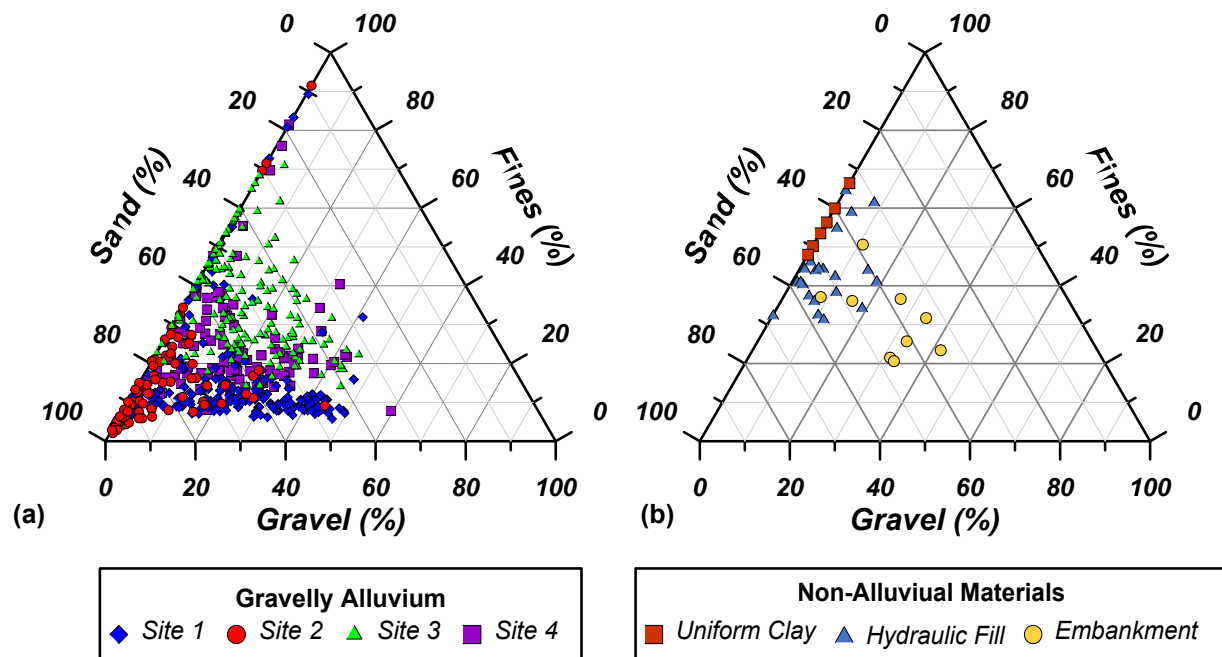 0 100
20 80
Sand (%) Fines (%)
40 60
60 40
80 20
100 0
0 20 40 60 80 100
(a) Gravel (%)
0 100
20 80
Sand (%) Fines (%)
40 60
60 40
80 20
100 0
0 20 40 60 80 100
(b) Gravel (%)
Gravelly Alluvium
Site 1 Site 2 Site 3 Site 4
Non-Alluviual Materials
Uniform Clay Hydraulic Fill Embankment